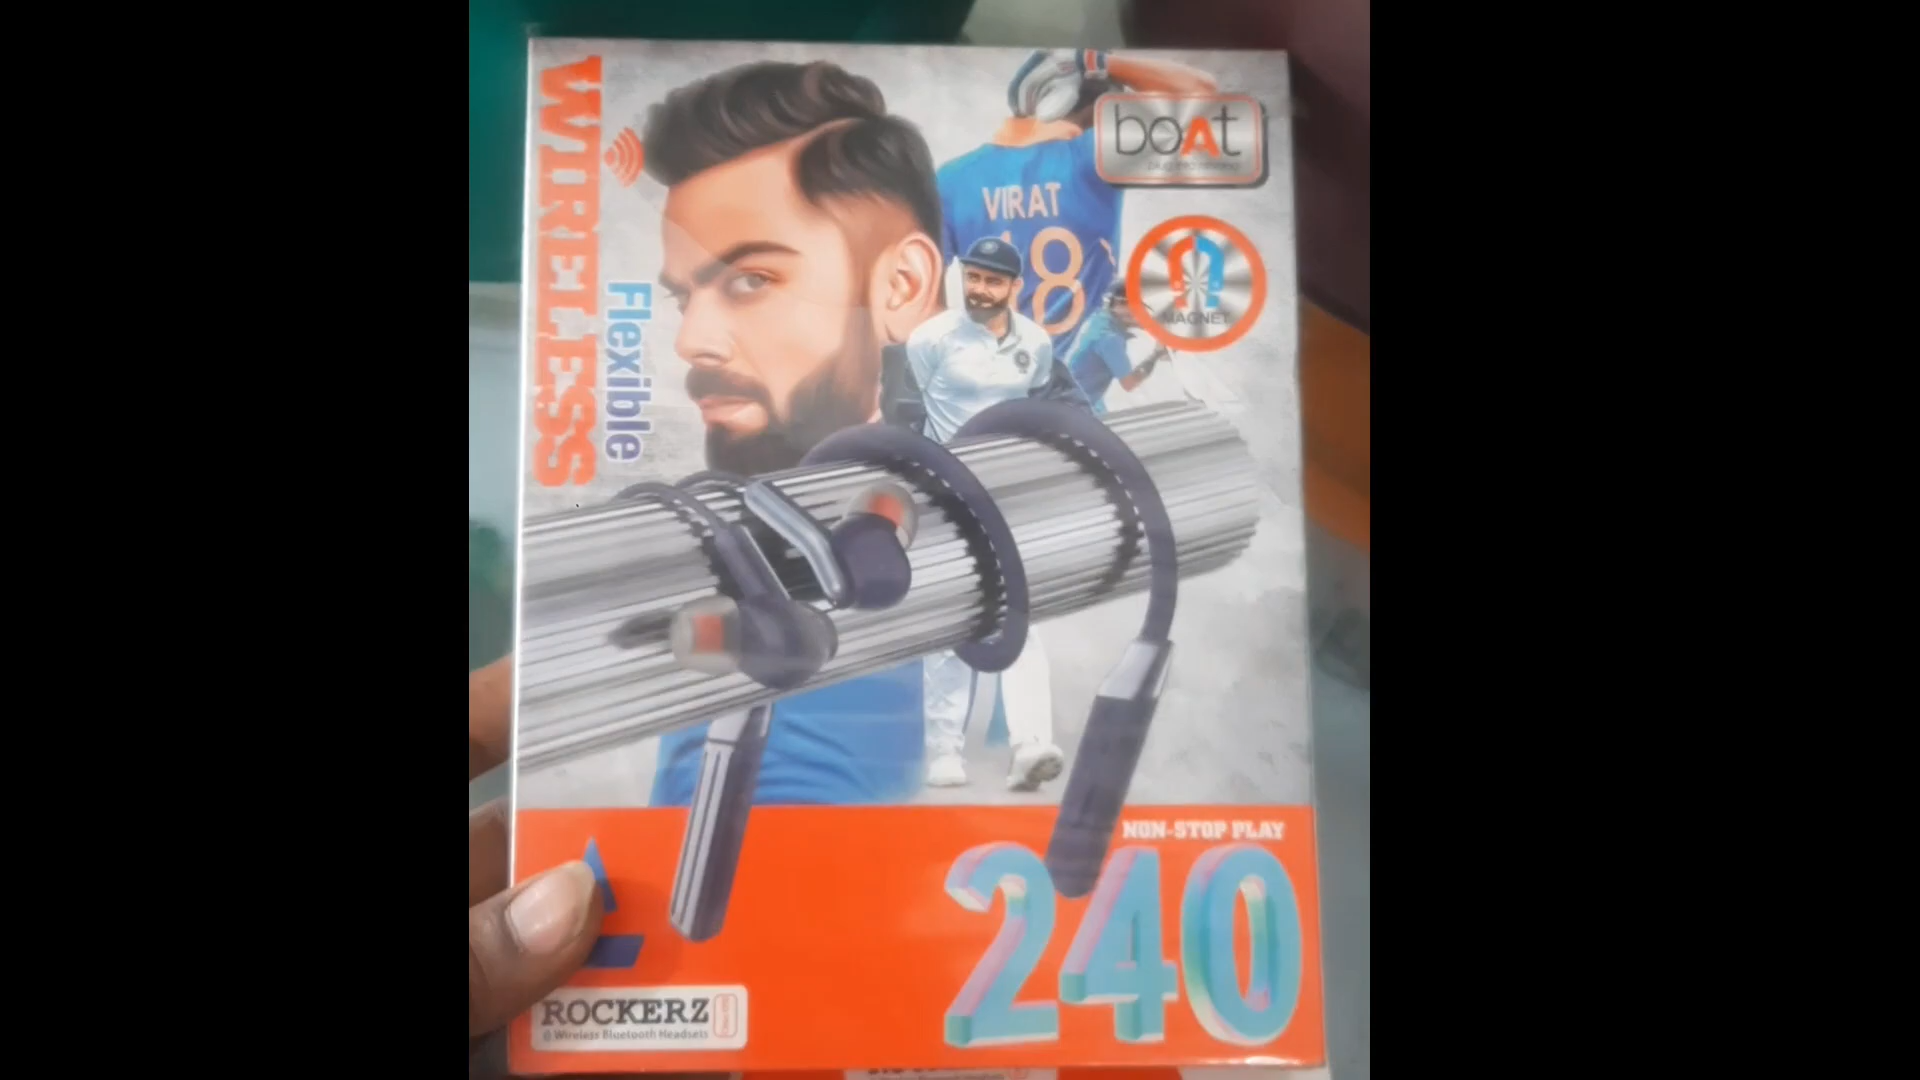 WIRELESS
Flexible
boAt
VIRAT
18
MAGNET
NON-STOP PLAY
240
ROCKERZ
Wireless Bluetooth Headsets